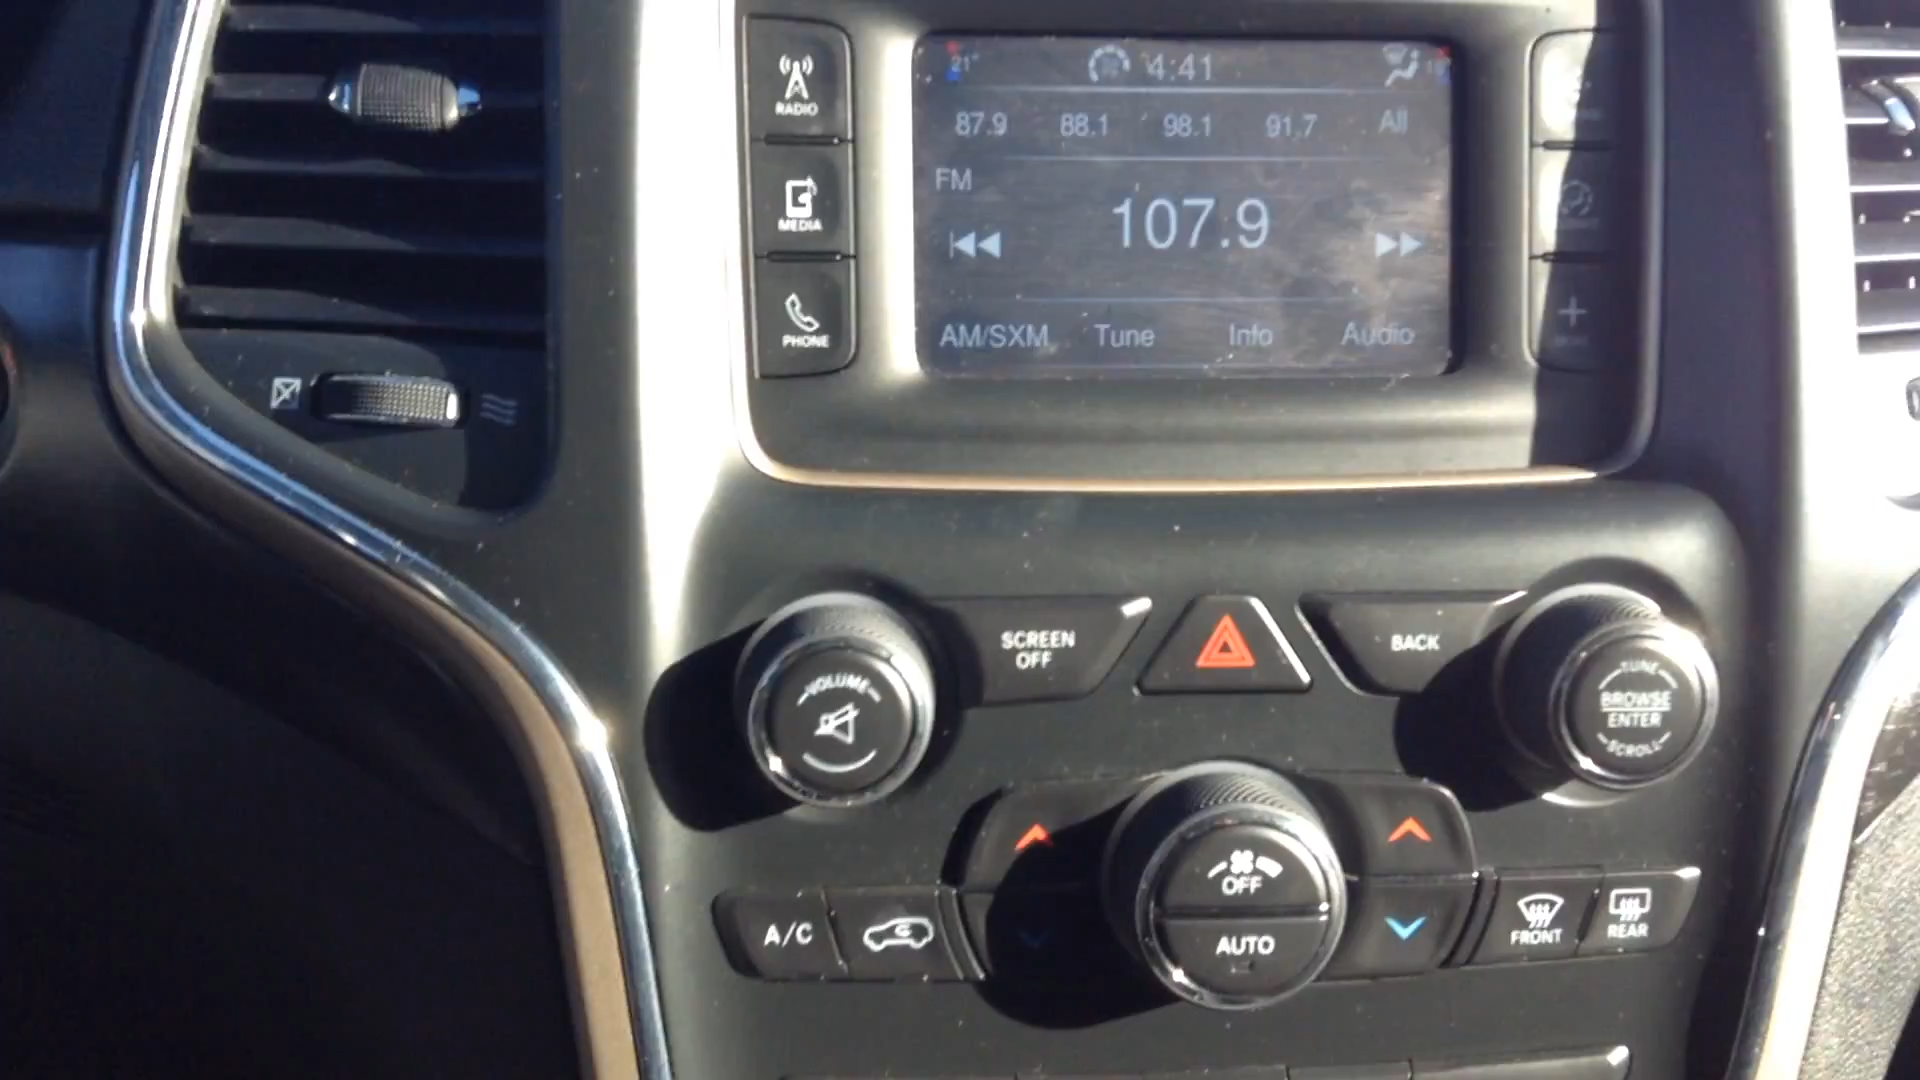 RADIO
MEDIA
PHONE
21°
4:41
87.9 88.1 98.1 91.7 All
FM
107.9
AM/SXM Tune Info Audio
VOLUME
SCREEN
OFF
BACK
TUNE
BROWSE
ENTER
SCROLL
OFF
AUTO
A/C
FRONT
REAR